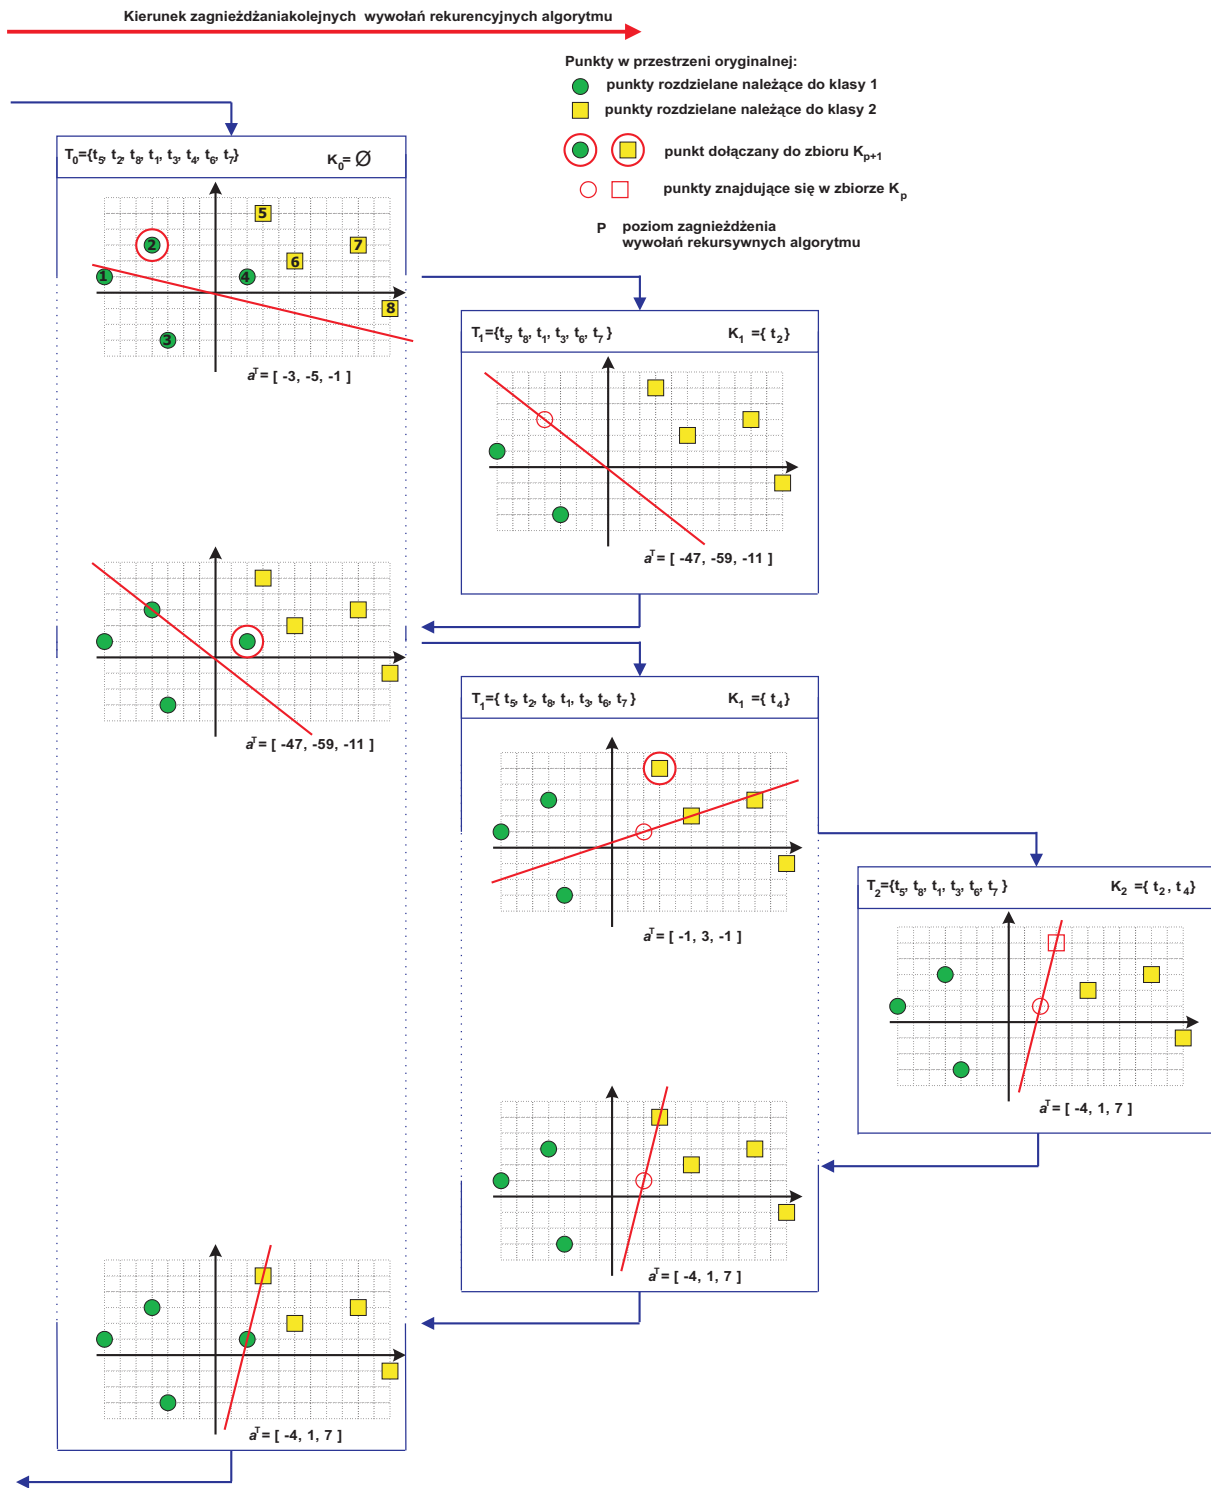 Kierunek zagnieżdżaniakolejnych wywołań rekurencyjnych algorytmu
Punkty w przestrzeni oryginalnej:
punkty rozdzielane należące do klasy 1
punkty rozdzielane należące do klasy 2
punkt dołączany do zbioru Kp+1
punkty znajdujące się w zbiorze Kp
P poziom zagnieżdżenia
wywołań rekursywnych algorytmu
T0={t5, t2, t8, t1, t3, t4, t6, t7} K0= Ø
5
2
7
6
1
4
8
3
aT= [ -3, -5, -1 ]
T1={t5, t8, t1, t3, t6, t7 } K1 ={ t2}
aT= [ -47, -59, -11 ]
aT= [ -47, -59, -11 ]
T1={ t5, t2, t8, t1, t3, t6, t7 } K1 ={ t4}
aT= [ -1, 3, -1 ]
T2={t5, t8, t1, t3, t6, t7 } K2 ={ t2, t4}
aT= [ -4, 1, 7 ]
aT= [ -4, 1, 7 ]
aT= [ -4, 1, 7 ]